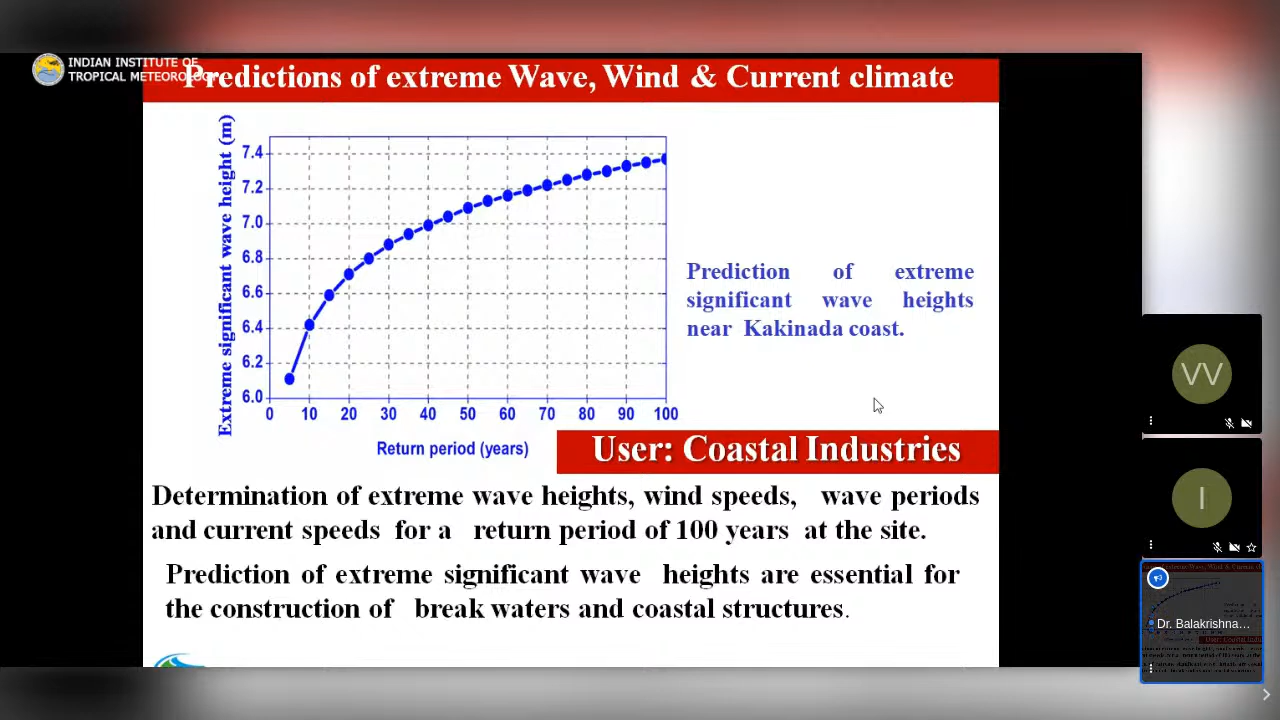 INDIAN INSTITUTE OF
TROPICAL METEOROLOGY
Predictions of extreme Wave, Wind & Current climate
Extreme significant wave height (m)
7.4
7.2
7.0
6.8
6.6
6.4
6.2
6.0
0 10 20 30 40 50 60 70 80 90 100
Return period (years)
Prediction of extreme
significant wave heights
near Kakinada coast.
User: Coastal Industries
Determination of extreme wave heights, wind speeds, wave periods
and current speeds for a return period of 100 years at the site.
Prediction of extreme significant wave heights are essential for
the construction of break waters and coastal structures.
VV
I
Dr. Balakrishna...